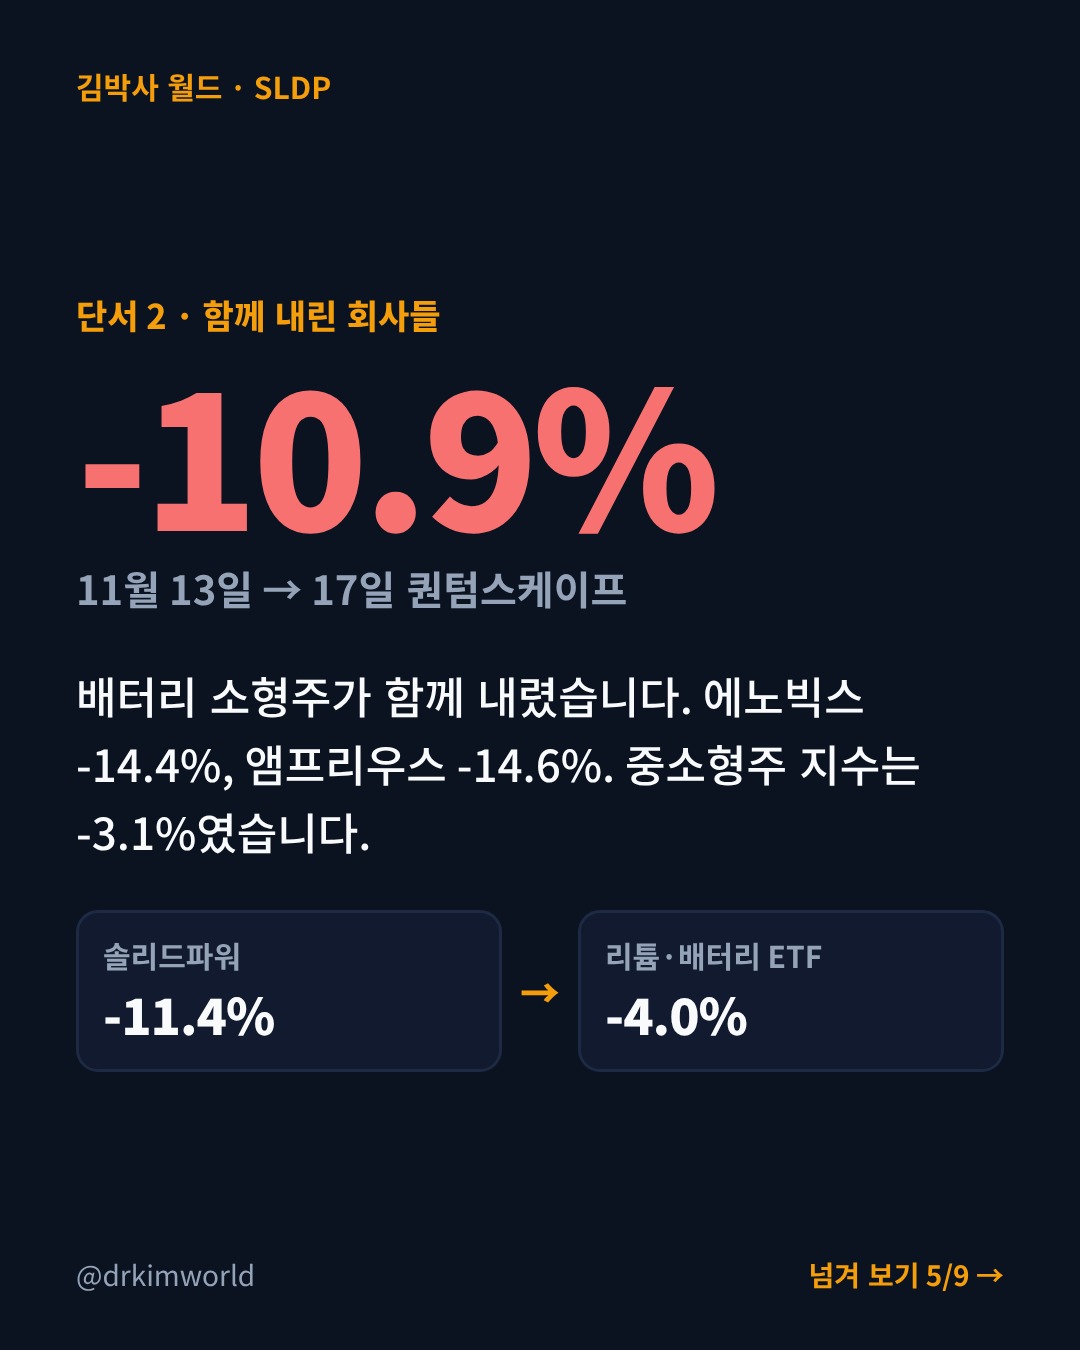 김박사 월드 · SLDP
단서 2 · 함께 내린 회사들
-10.9%
11월 13일 → 17일 퀀텀스케이프
배터리 소형주가 함께 내렸습니다. 에노빅스
-14.4%, 앰프리우스 -14.6%. 중소형주 지수는
-3.1%였습니다.
솔리드파워
-11.4%
→
리튬·배터리 ETF
-4.0%
@drkimworld
넘겨 보기 5/9 →